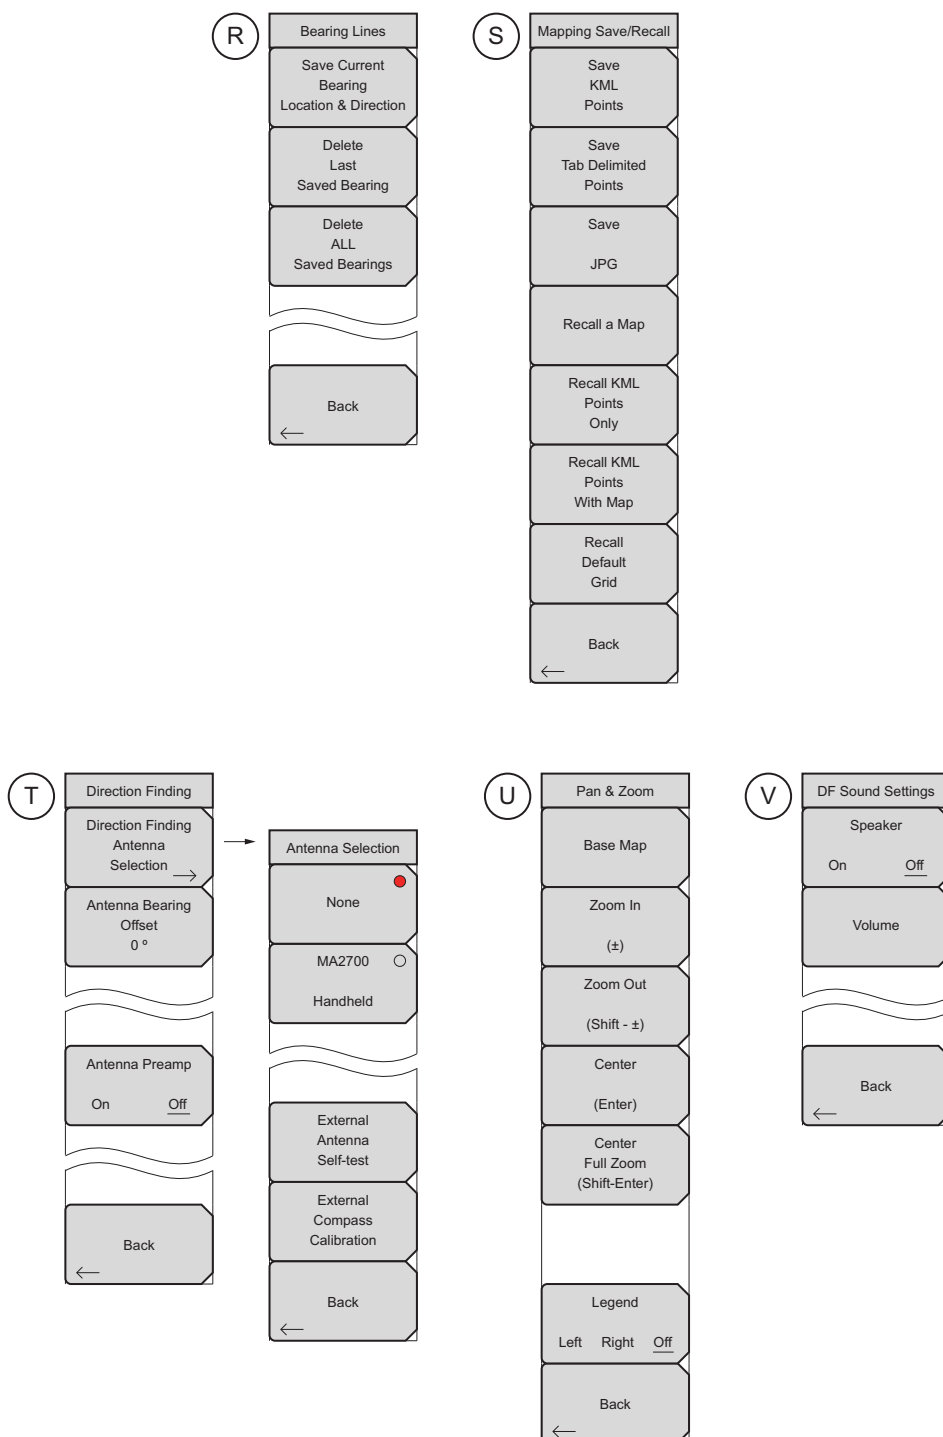 R
Bearing Lines
Save Current
Bearing
Location & Direction
Delete
Last
Saved Bearing
Delete
ALL
Saved Bearings
Back
S
Mapping Save/Recall
Save
KML
Points
Save
Tab Delimited
Points
Save
JPG
Recall a Map
Recall KML
Points
Only
Recall KML
Points
With Map
Recall
Default
Grid
Back
T
Direction Finding
Direction Finding
Antenna
Selection
Antenna Bearing
Offset
0 º
Antenna Preamp
On Off
Back
Antenna Selection
None
MA2700
Handheld
External
Antenna
Self-test
External
Compass
Calibration
Back
U
Pan & Zoom
Base Map
Zoom In
(±)
Zoom Out
(Shift - ±)
Center
(Enter)
Center
Full Zoom
(Shift-Enter)
Legend
Left Right Off
Back
V
DF Sound Settings
Speaker
On Off
Volume
Back